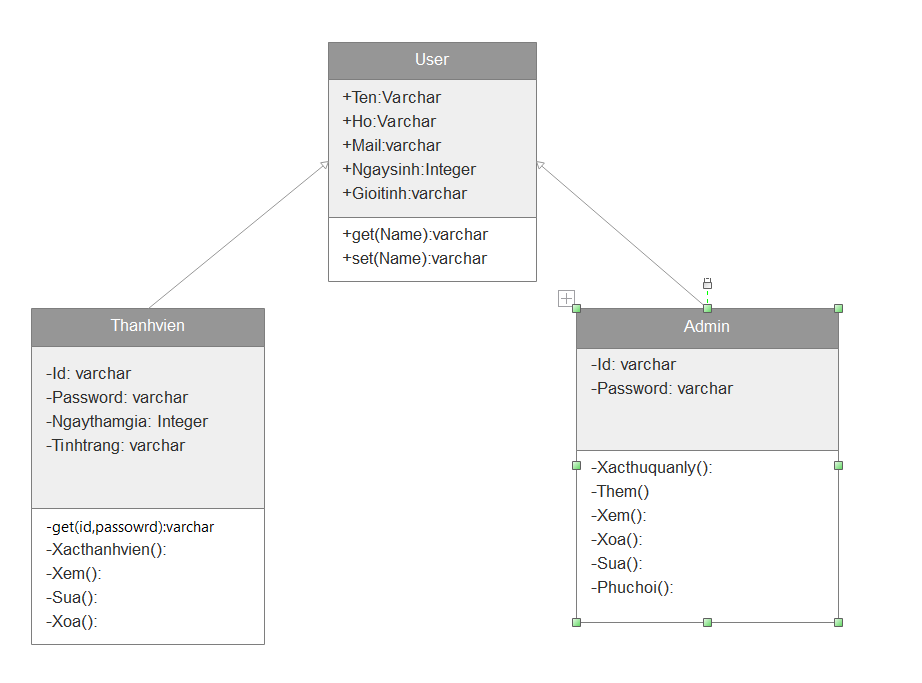 User
+Ten:Varchar
+Ho:Varchar
+Mail:varchar
+Ngaysinh:Integer
+Gioitinh:varchar
+get(Name):varchar
+set(Name):varchar
Thanhvien
-Id: varchar
-Password: varchar
-Ngaythamgia: Integer
-Tinhtrang: varchar
-get(id,passowrd):varchar
-Xacthanhvien():
-Xem():
-Sua():
-Xoa():
Admin
-Id: varchar
-Password: varchar
-Xacthuquanly():
-Them()
-Xem():
-Xoa():
-Sua():
-Phuchoi():